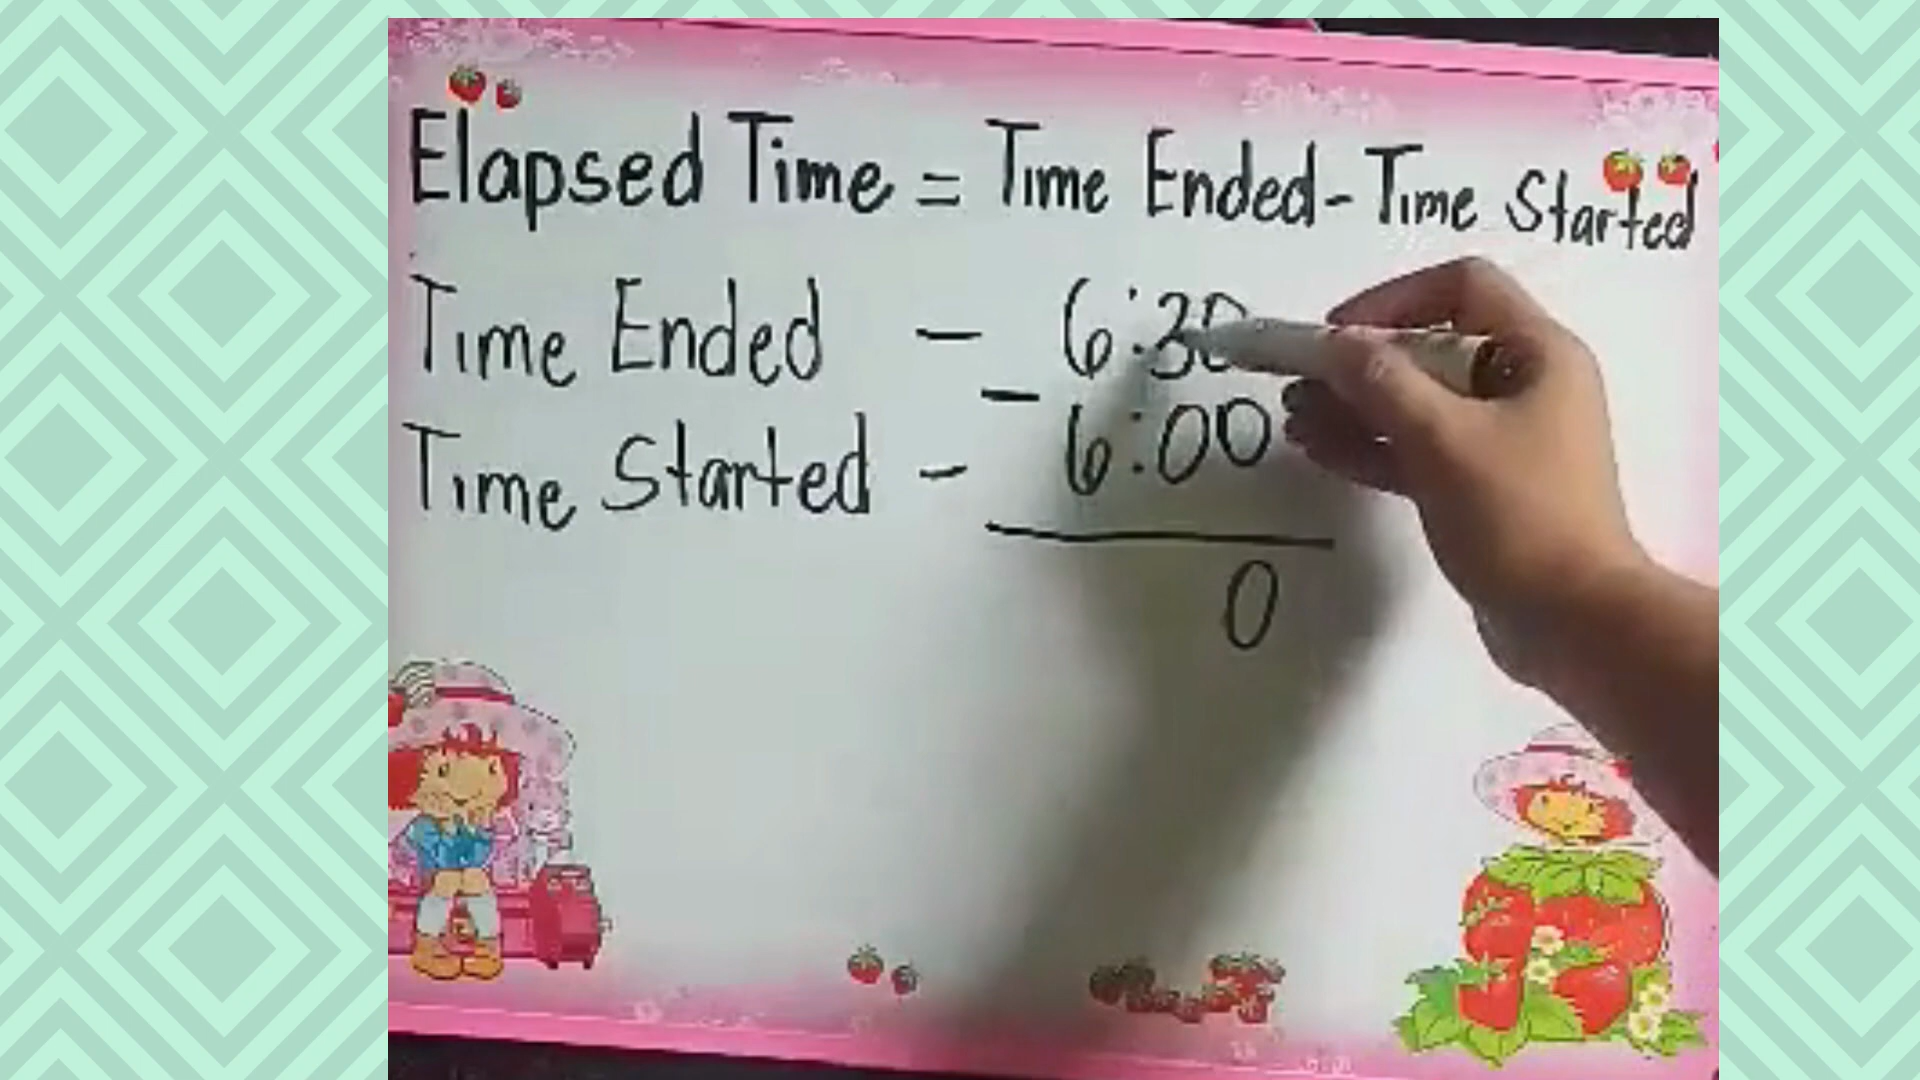 Elapsed Time = Time Ended - Time Started
Time Ended - 6:30
- 
Time Started - 6:00
0